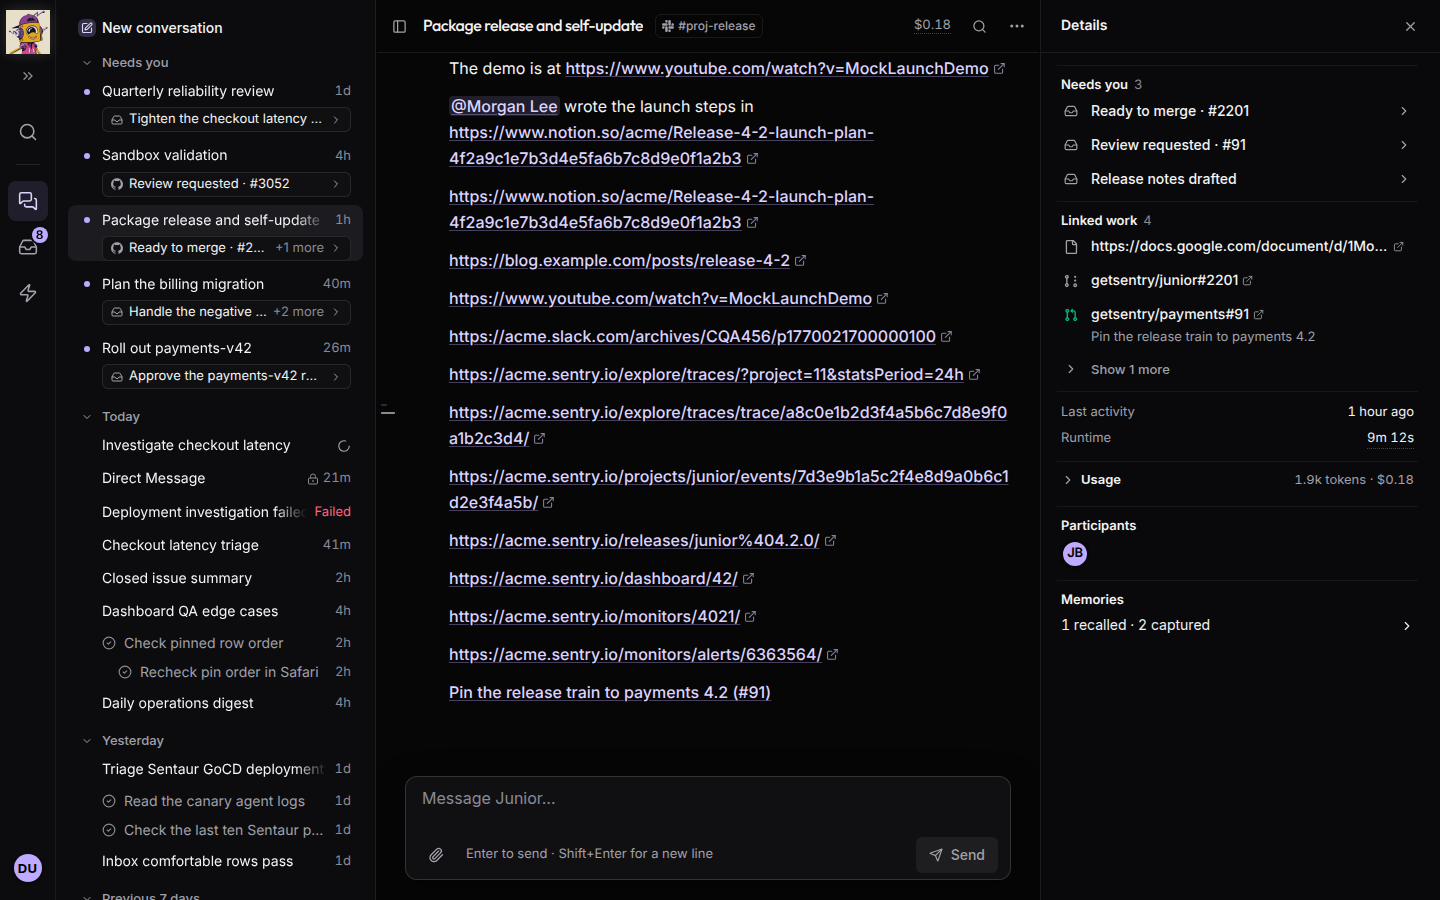 New conversation
Needs you
Quarterly reliability review 1d
Tighten the checkout latency ...
Sandbox validation 4h
Review requested · #3052
Package release and self-update 1h
Ready to merge · #2... +1 more
8
Plan the billing migration 40m
Handle the negative ... +2 more
Roll out payments-v42 26m
Approve the payments-v42 r...
Today
Investigate checkout latency
Direct Message 21m
Deployment investigation failed Failed
Checkout latency triage 41m
Closed issue summary 2h
Dashboard QA edge cases 4h
Check pinned row order 2h
Recheck pin order in Safari 2h
Daily operations digest 4h
Yesterday
Triage Sentaur GoCD deployment 1d
Read the canary agent logs 1d
Check the last ten Sentaur p... 1d
Inbox comfortable rows pass 1d
Previous 7 days
DU
Package release and self-update #proj-release $0.18
The demo is at https://www.youtube.com/watch?v=MockLaunchDemo
@Morgan Lee wrote the launch steps in
https://www.notion.so/acme/Release-4-2-launch-plan-
4f2a9c1e7b3d4e5fa6b7c8d9e0f1a2b3
https://www.notion.so/acme/Release-4-2-launch-plan-
4f2a9c1e7b3d4e5fa6b7c8d9e0f1a2b3
https://blog.example.com/posts/release-4-2
https://www.youtube.com/watch?v=MockLaunchDemo
https://acme.slack.com/archives/CQA456/p1770021700000100
https://acme.sentry.io/explore/traces/?project=11&statsPeriod=24h
https://acme.sentry.io/explore/traces/trace/a8c0e1b2d3f4a5b6c7d8e9f0
a1b2c3d4/
https://acme.sentry.io/projects/junior/events/7d3e9b1a5c2f4e8d9a0b6c1
d2e3f4a5b/
https://acme.sentry.io/releases/junior%404.2.0/
https://acme.sentry.io/dashboard/42/
https://acme.sentry.io/monitors/4021/
https://acme.sentry.io/monitors/alerts/6363564/
Pin the release train to payments 4.2 (#91)
Message Junior...
Enter to send · Shift+Enter for a new line
Send
Details
Needs you 3
Ready to merge · #2201
Review requested · #91
Release notes drafted
Linked work 4
https://docs.google.com/document/d/1Mo...
getsentry/junior#2201
getsentry/payments#91
Pin the release train to payments 4.2
Show 1 more
Last activity 1 hour ago
Runtime 9m 12s
Usage 1.9k tokens · $0.18
Participants
JB
Memories
1 recalled · 2 captured